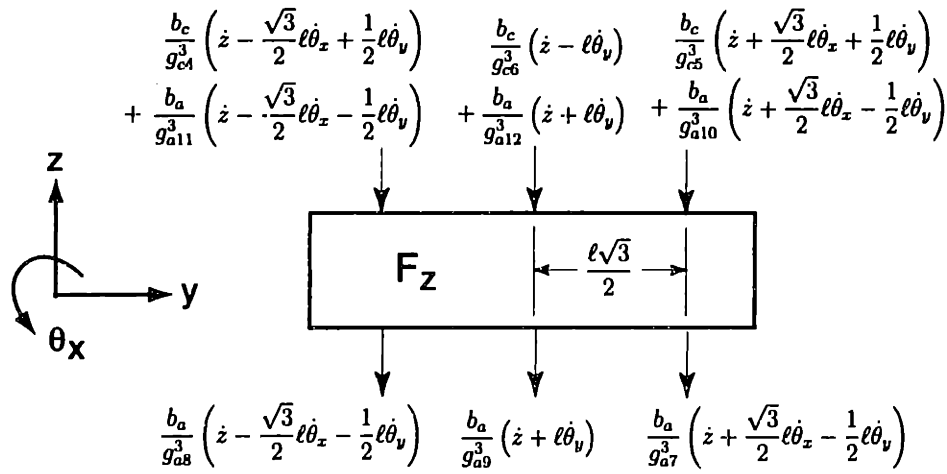 $\frac{b_c}{g_{c4}^3}\left(\dot{z} - \frac{\sqrt{3}}{2}\ell\dot{\theta}_x + \frac{1}{2}\ell\dot{\theta}_y\right)$
$+ \frac{b_a}{g_{a11}^3}\left(\dot{z} - \frac{\sqrt{3}}{2}\ell\dot{\theta}_x - \frac{1}{2}\ell\dot{\theta}_y\right)$
$\frac{b_c}{g_{c6}^3}\left(\dot{z} - \ell\dot{\theta}_y\right)$
$+ \frac{b_a}{g_{a12}^3}\left(\dot{z} + \ell\dot{\theta}_y\right)$
$\frac{b_c}{g_{c5}^3}\left(\dot{z} + \frac{\sqrt{3}}{2}\ell\dot{\theta}_x + \frac{1}{2}\ell\dot{\theta}_y\right)$
$+ \frac{b_a}{g_{a10}^3}\left(\dot{z} + \frac{\sqrt{3}}{2}\ell\dot{\theta}_x - \frac{1}{2}\ell\dot{\theta}_y\right)$
z
y
$\theta_x$
$F_z$
$\frac{\ell\sqrt{3}}{2}$
$\frac{b_a}{g_{a8}^3}\left(\dot{z} - \frac{\sqrt{3}}{2}\ell\dot{\theta}_x - \frac{1}{2}\ell\dot{\theta}_y\right)$
$\frac{b_a}{g_{a9}^3}\left(\dot{z} + \ell\dot{\theta}_y\right)$
$\frac{b_a}{g_{a7}^3}\left(\dot{z} + \frac{\sqrt{3}}{2}\ell\dot{\theta}_x - \frac{1}{2}\ell\dot{\theta}_y\right)$